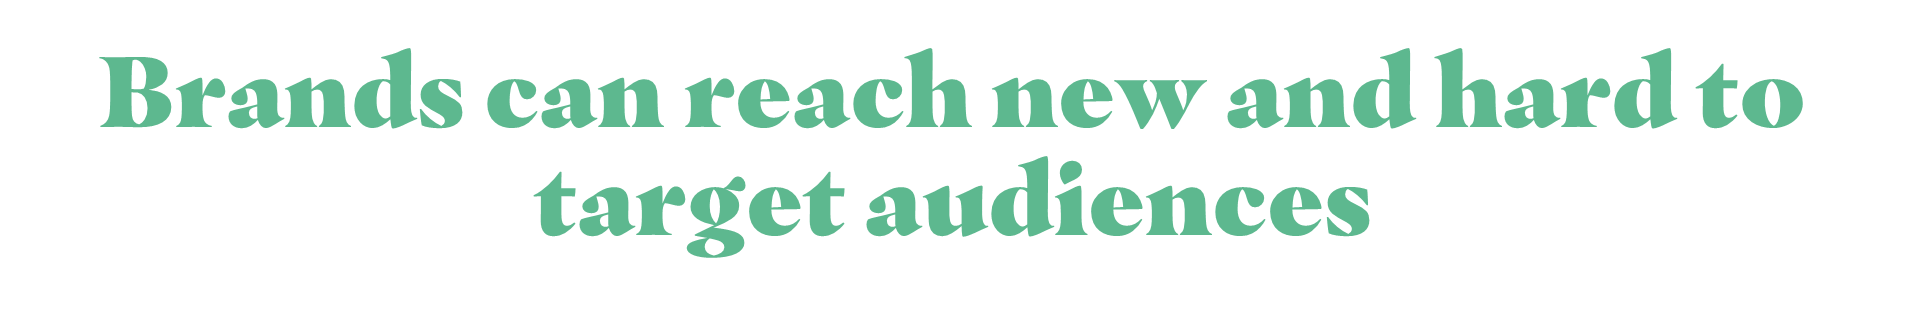 Brands can reach new and hard to
target audiences